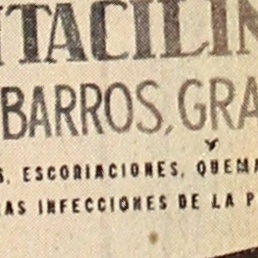 TACILIN
BARROS, GRA
S, ESCORIACIONES, QUEMA
AS INFECCIONES DE LA P